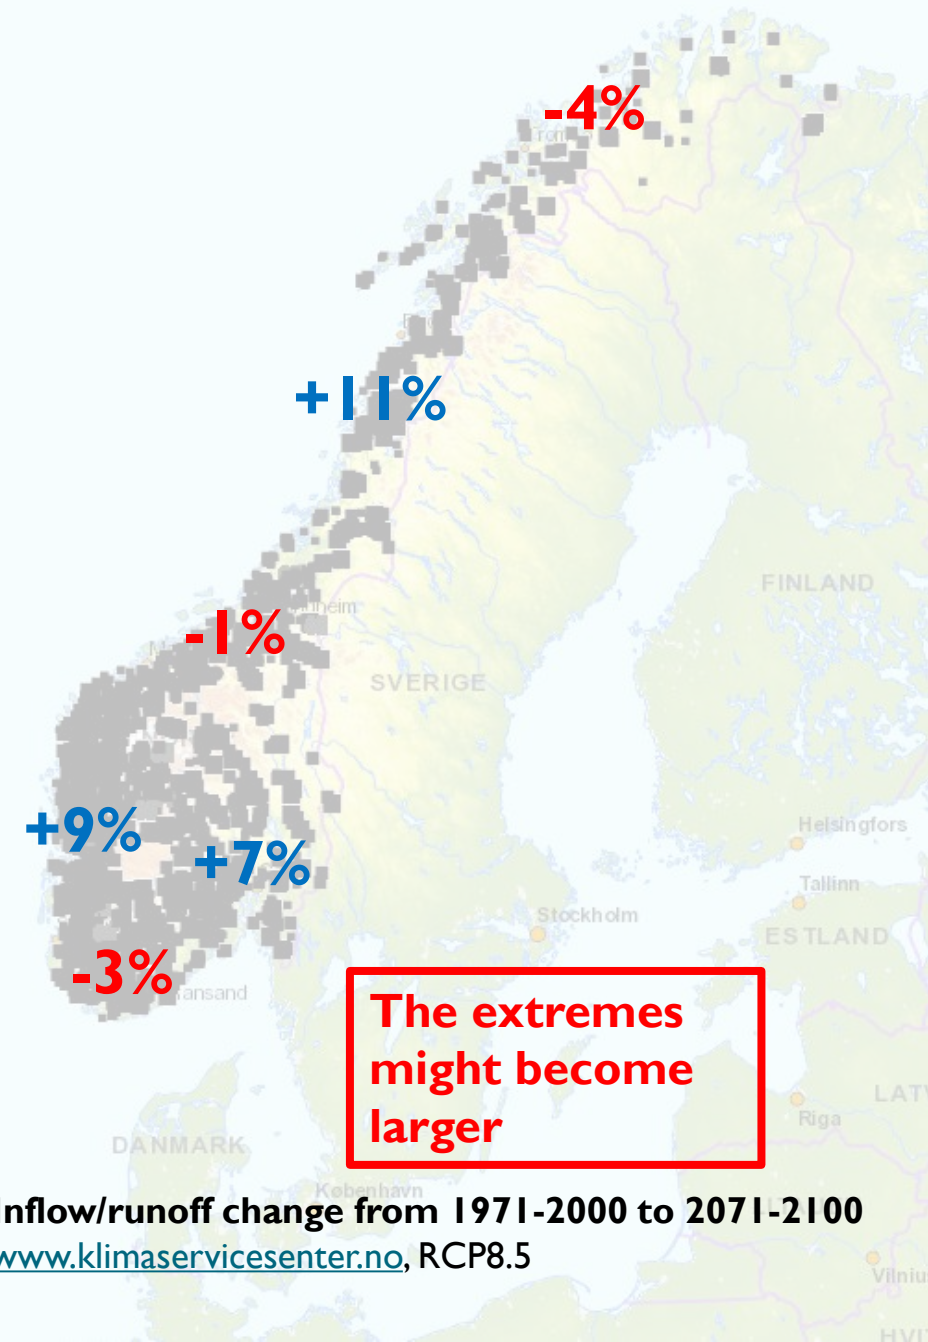 -4%
+11%
FINLAND
-1%
SVERIGE
Helsingfors
+9%
+7%
Tallinn
Stockholm
ESTLAND
-3%
The extremes
might become
larger
Riga
DANMARK
København
Inflow/runoff change from 1971-2000 to 2071-2100
www.klimaservicesenter.no, RCP8.5